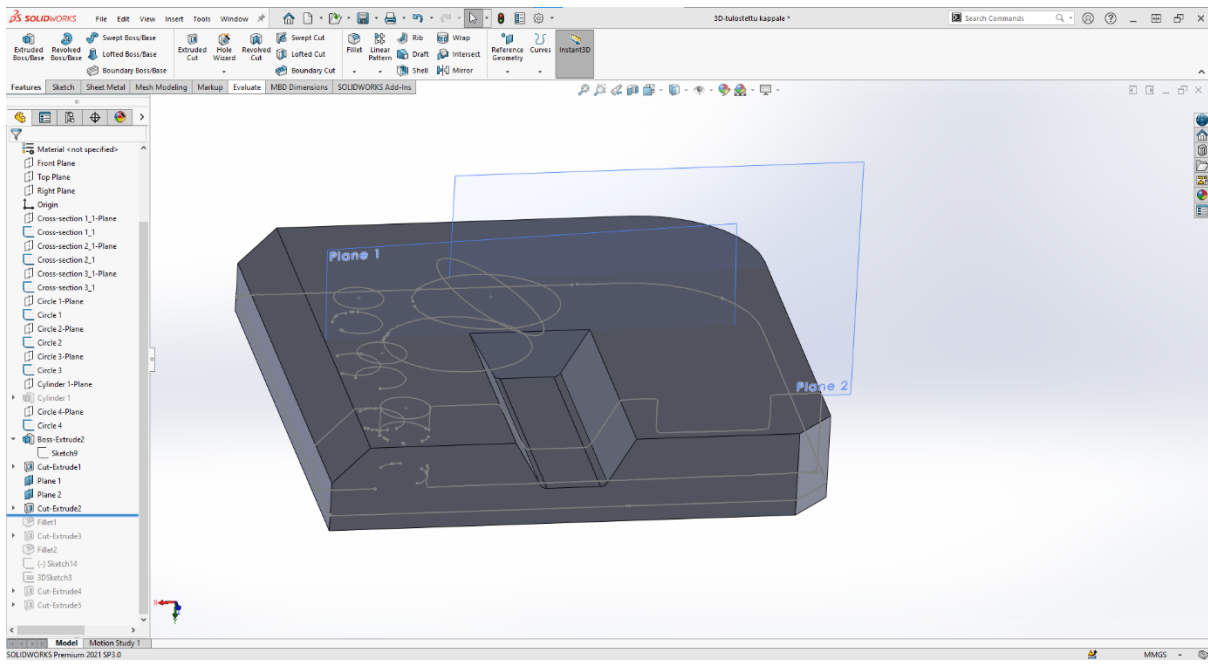 SOLIDWORKS File Edit View Insert Tools Window 3D-tulostettu kappale * Search Commands
Extruded Boss/Base
Revolved Boss/Base
Swept Boss/Base
Lofted Boss/Base
Boundary Boss/Base
Extruded Cut
Hole Wizard
Revolved Cut
Swept Cut
Lofted Cut
Boundary Cut
Fillet
Linear Pattern
Rib
Draft
Shell
Wrap
Intersect
Mirror
Reference Geometry
Curves
Instant3D
Features Sketch Sheet Metal Mesh Modeling Markup Evaluate MBD Dimensions SOLIDWORKS Add-Ins
Material <not specified>
Front Plane
Top Plane
Right Plane
Origin
Cross-section 1_1-Plane
Cross-section 1_1
Cross-section 2_1-Plane
Cross-section 2_1
Cross-section 3_1-Plane
Cross-section 3_1
Circle 1-Plane
Circle 1
Circle 2-Plane
Circle 2
Circle 3-Plane
Circle 3
Cylinder 1-Plane
Cylinder 1
Circle 4-Plane
Circle 4
Boss-Extrude2
Sketch9
Cut-Extrude1
Plane 1
Plane 2
Cut-Extrude2
Fillet1
Cut-Extrude3
Fillet2
(-) Sketch14
3D 3DSketch3
Cut-Extrude4
Cut-Extrude5
Plane 1
Plane 2
Model Motion Study 1
SOLIDWORKS Premium 2021 SP3.0 MMGS